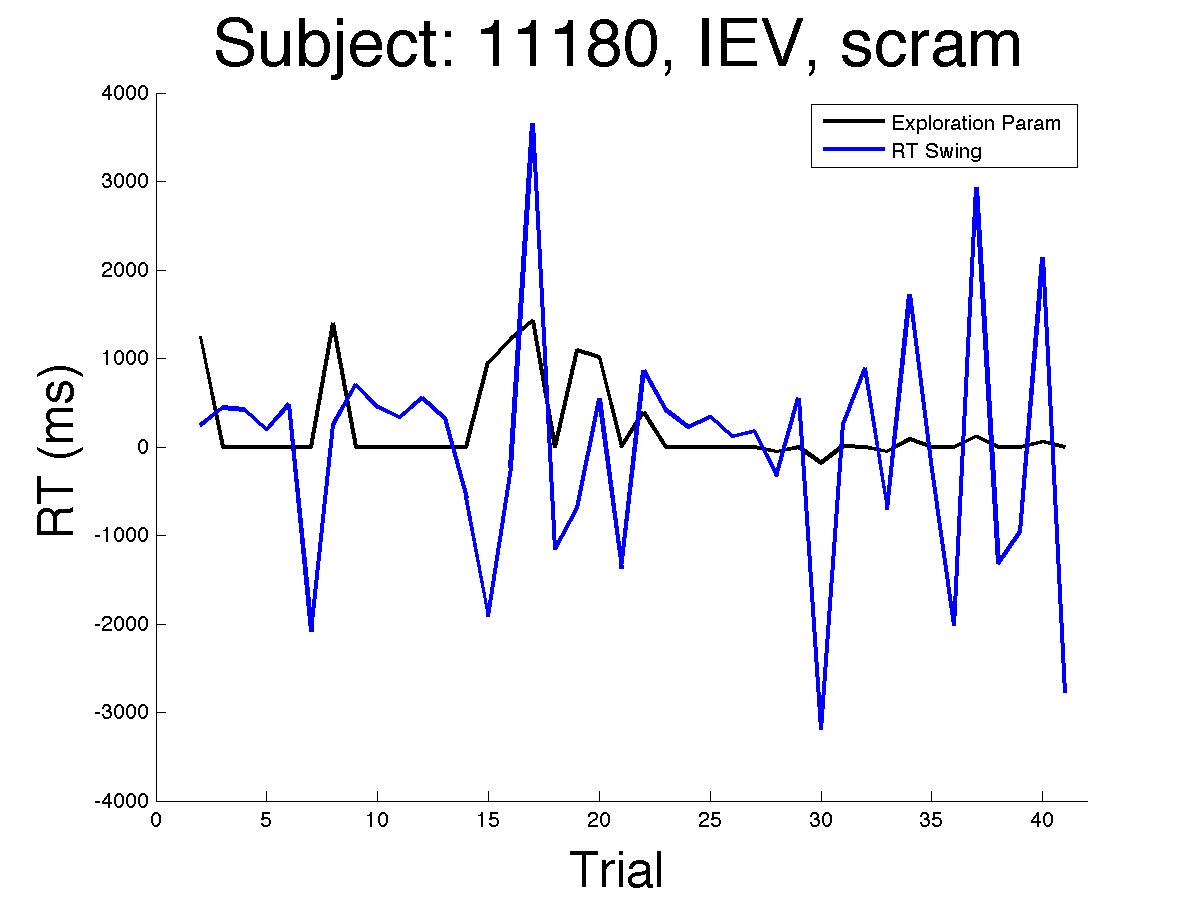 Subject: 11180, IEV, scram
4000
3000
2000
1000
0
-1000
-2000
-3000
-4000
RT (ms)
Exploration Param
RT Swing
0 5 10 15 20 25 30 35 40
Trial